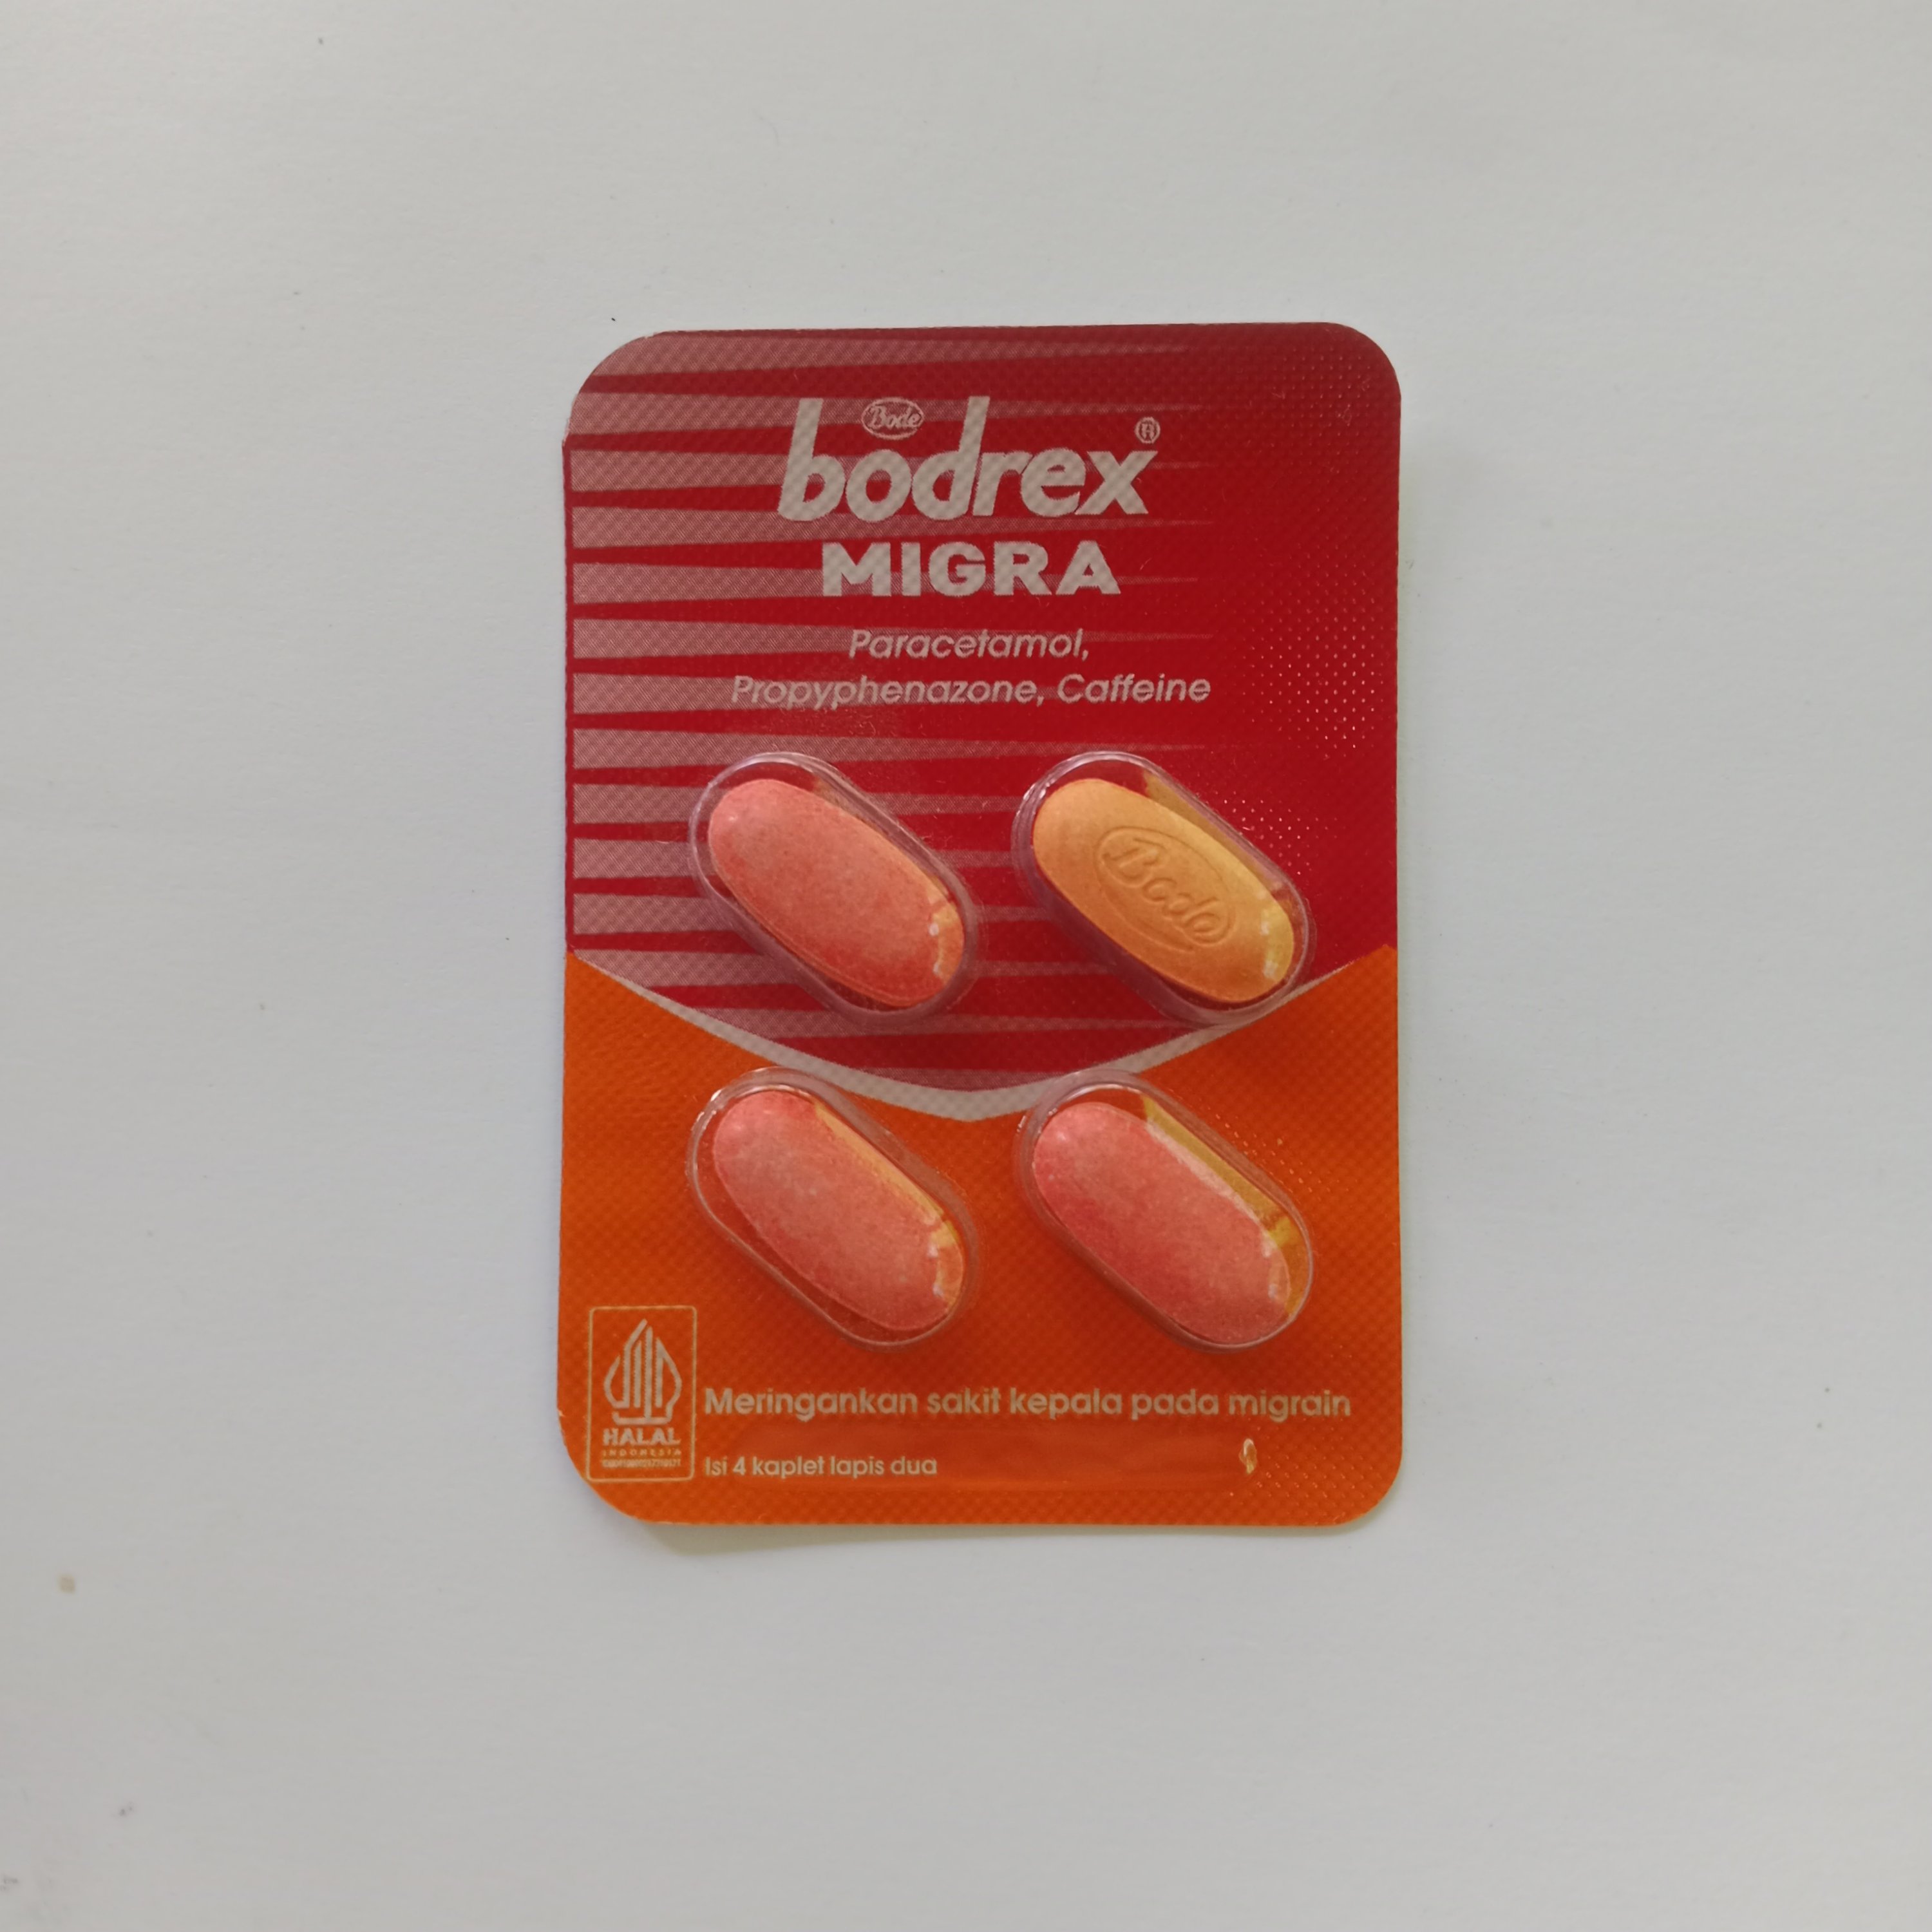 Bode
bodrex®
MIGRA
Paracetamol,
Propyphenazone, Caffeine
Bode
Meringankan sakit kepala pada migrain
HALAL
INDONESIA
Isi 4 kaplet lapis dua